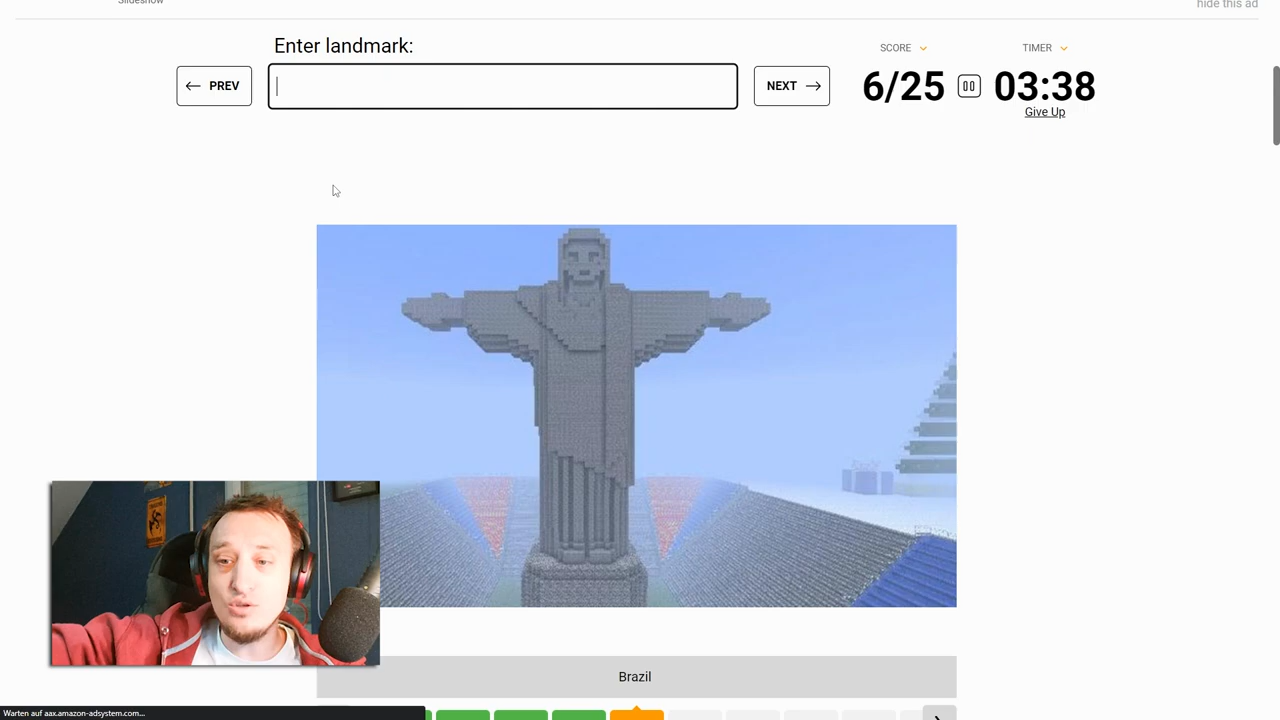 Slideshow
hide this ad
Enter landmark:
SCORE
TIMER
PREV
NEXT
6/25
03:38
Give Up
Brazil
Warten auf aax.amazon-adsystem.com...